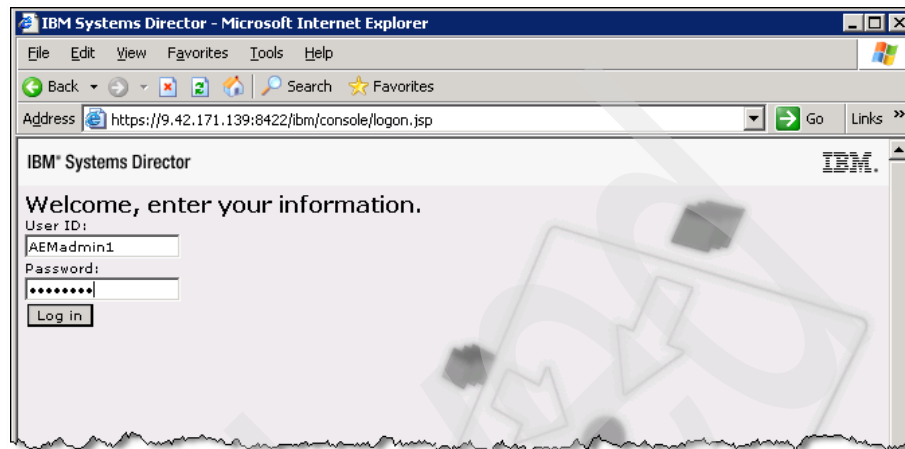 IBM Systems Director - Microsoft Internet Explorer
File Edit View Favorites Tools Help
Back Search Favorites
Address https://9.42.171.139:8422/ibm/console/logon.jsp Go Links »
IBM® Systems Director IBM.
Welcome, enter your information.
User ID:
AEMadmin1
Password:
••••••••
Log in